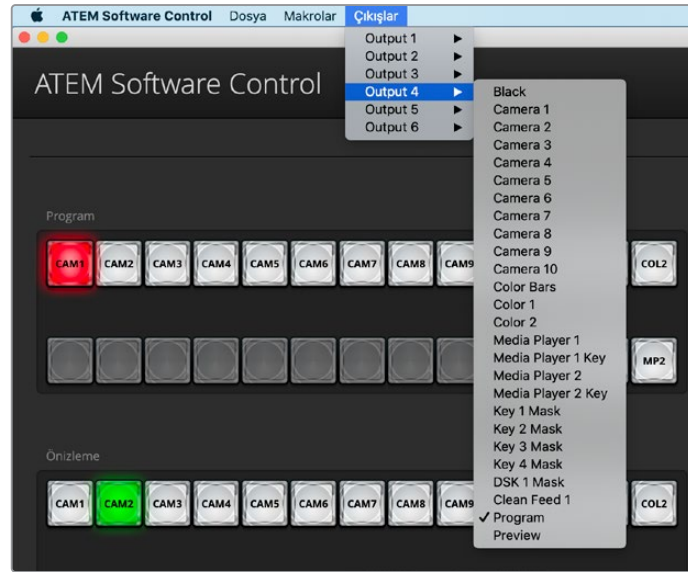 ATEM Software Control Dosya Makrolar Çıkışlar
Output 1
Output 2
Output 3
Output 4
Output 5
Output 6
ATEM Software Control
Black
Camera 1
Camera 2
Camera 3
Camera 4
Camera 5
Camera 6
Camera 7
Camera 8
Camera 9
Camera 10
Color Bars
Color 1
Color 2
Media Player 1
Media Player 1 Key
Media Player 2
Media Player 2 Key
Key 1 Mask
Key 2 Mask
Key 3 Mask
Key 4 Mask
DSK 1 Mask
Clean Feed 1
Program
Preview
Program
CAM1 CAM2 CAM3 CAM4 CAM5 CAM6 CAM7 CAM8 CAM9 COL2
MP2
Önizleme
CAM1 CAM2 CAM3 CAM4 CAM5 CAM6 CAM7 CAM8 CAM9 COL2